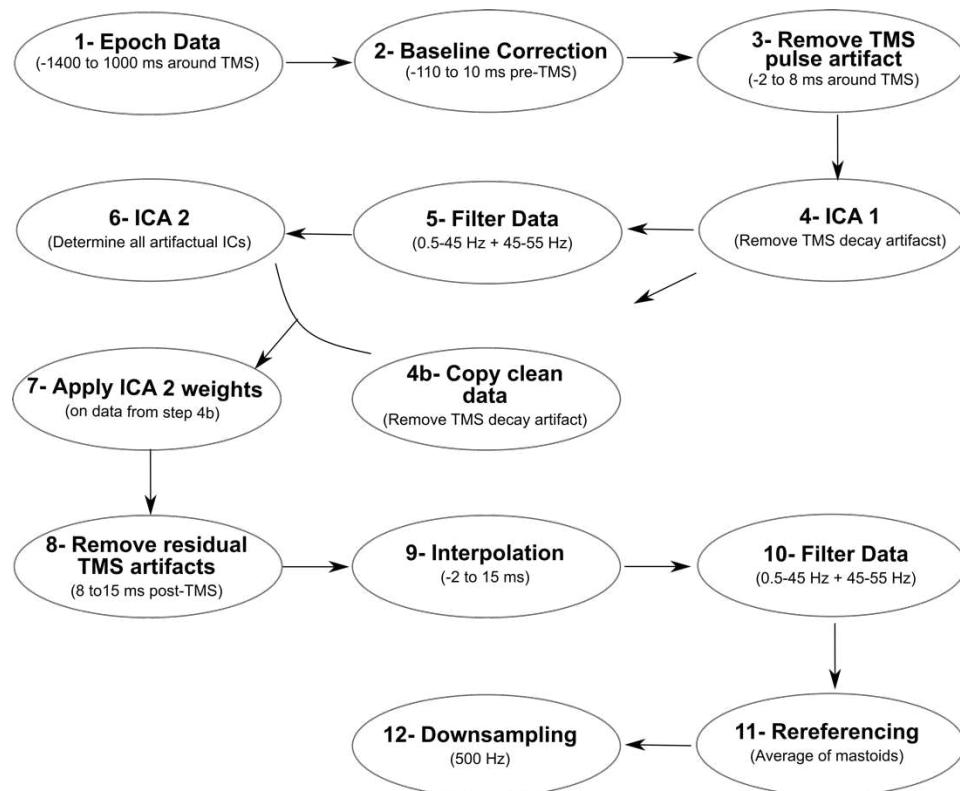 1- Epoch Data
(-1400 to 1000 ms around TMS)
2- Baseline Correction
(-110 to 10 ms pre-TMS)
3- Remove TMS
pulse artifact
(-2 to 8 ms around TMS)
4- ICA 1
(Remove TMS decay artifacst)
5- Filter Data
(0.5-45 Hz + 45-55 Hz)
6- ICA 2
(Determine all artifactual ICs)
4b- Copy clean
data
(Remove TMS decay artifact)
7- Apply ICA 2 weights
(on data from step 4b)
8- Remove residual
TMS artifacts
(8 to15 ms post-TMS)
9- Interpolation
(-2 to 15 ms)
10- Filter Data
(0.5-45 Hz + 45-55 Hz)
11- Rereferencing
(Average of mastoids)
12- Downsampling
(500 Hz)